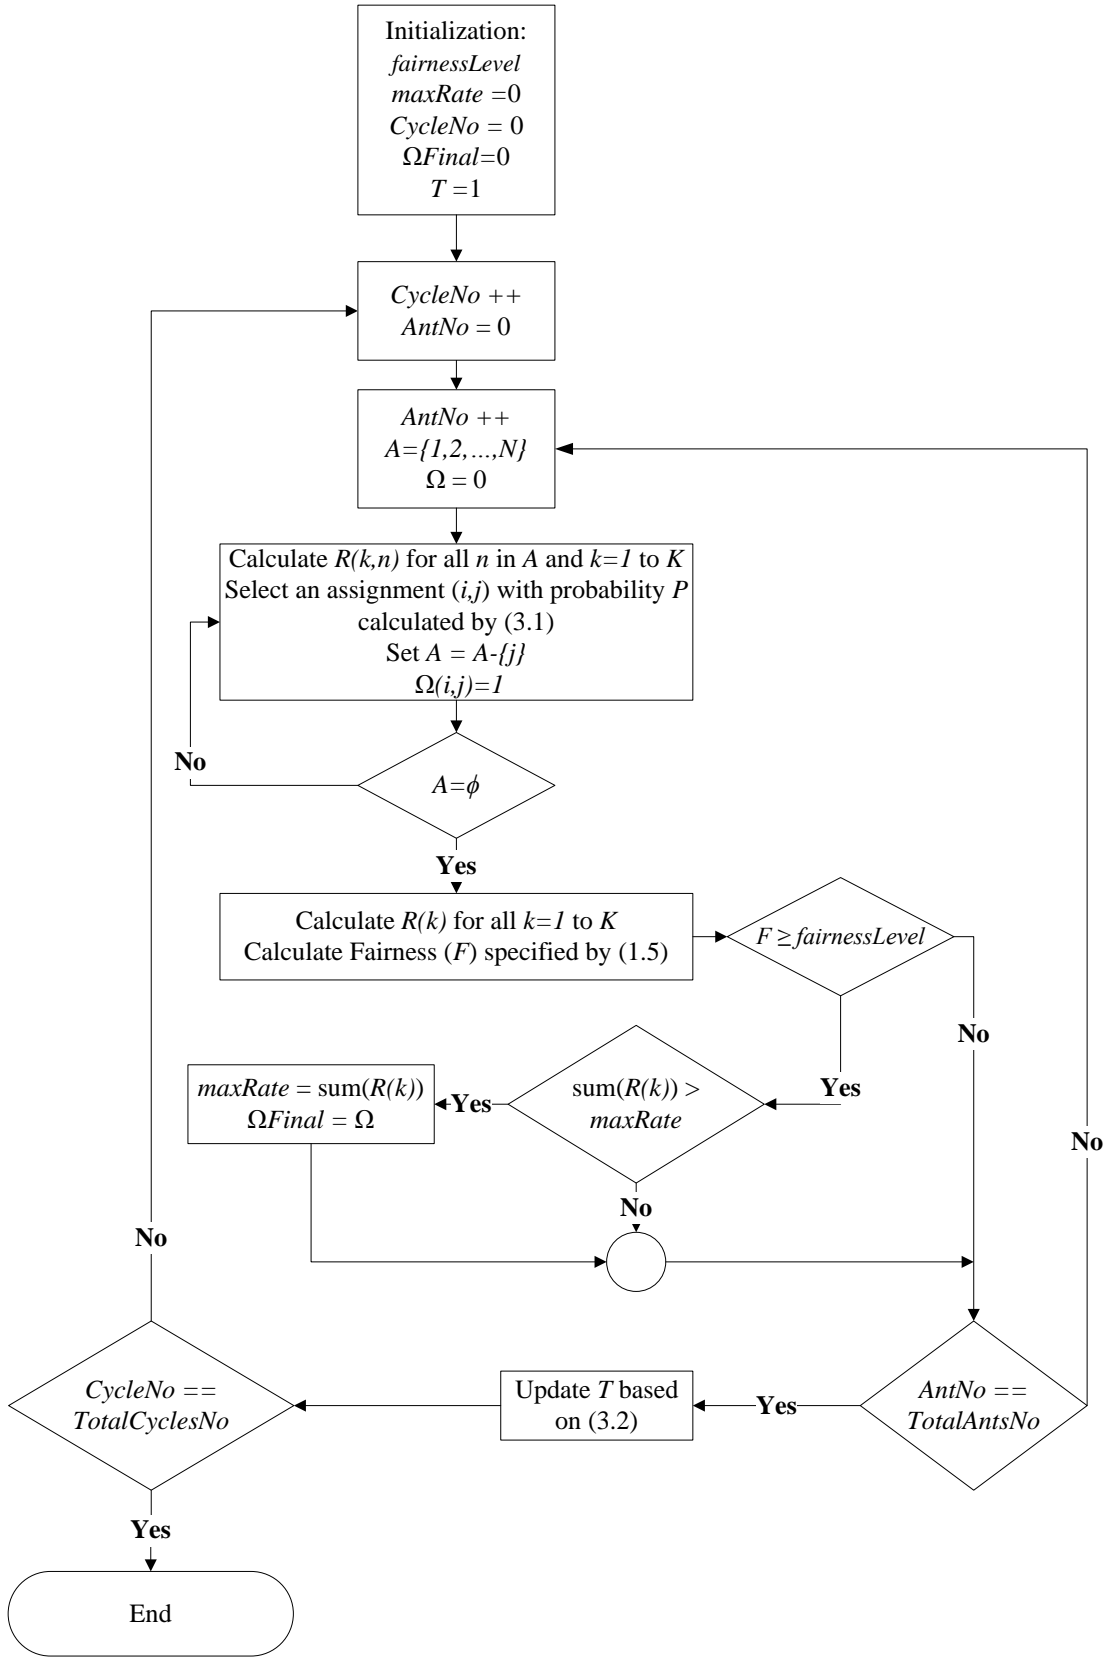 Initialization:
fairnessLevel
maxRate =0
CycleNo = 0
ΩFinal=0
T =1
CycleNo ++
AntNo = 0
AntNo ++
A={1,2,...,N}
Ω = 0
Calculate R(k,n) for all n in A and k=1 to K
Select an assignment (i,j) with probability P
calculated by (3.1)
Set A = A-{j}
Ω(i,j)=1
No
A=ϕ
Yes
Calculate R(k) for all k=1 to K
Calculate Fairness (F) specified by (1.5)
F ≥ fairnessLevel
No
Yes
sum(R(k)) >
maxRate
Yes
maxRate = sum(R(k))
ΩFinal = Ω
No
No
No
AntNo ==
TotalAntsNo
Yes
Update T based
on (3.2)
CycleNo ==
TotalCyclesNo
Yes
End